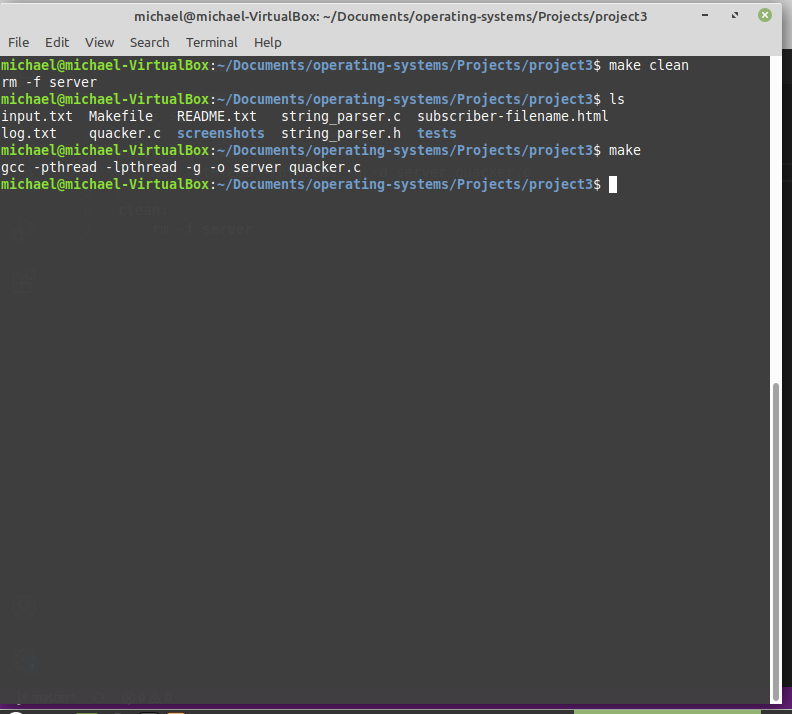 michael@michael-VirtualBox: ~/Documents/operating-systems/Projects/project3
File Edit View Search Terminal Help
michael@michael-VirtualBox:~/Documents/operating-systems/Projects/project3$ make clean
rm -f server
michael@michael-VirtualBox:~/Documents/operating-systems/Projects/project3$ ls
input.txt  Makefile   README.txt   string_parser.c  subscriber-filename.html
log.txt    quacker.c  screenshots  string_parser.h  tests
michael@michael-VirtualBox:~/Documents/operating-systems/Projects/project3$ make
gcc -pthread -lpthread -g -o server quacker.c
michael@michael-VirtualBox:~/Documents/operating-systems/Projects/project3$